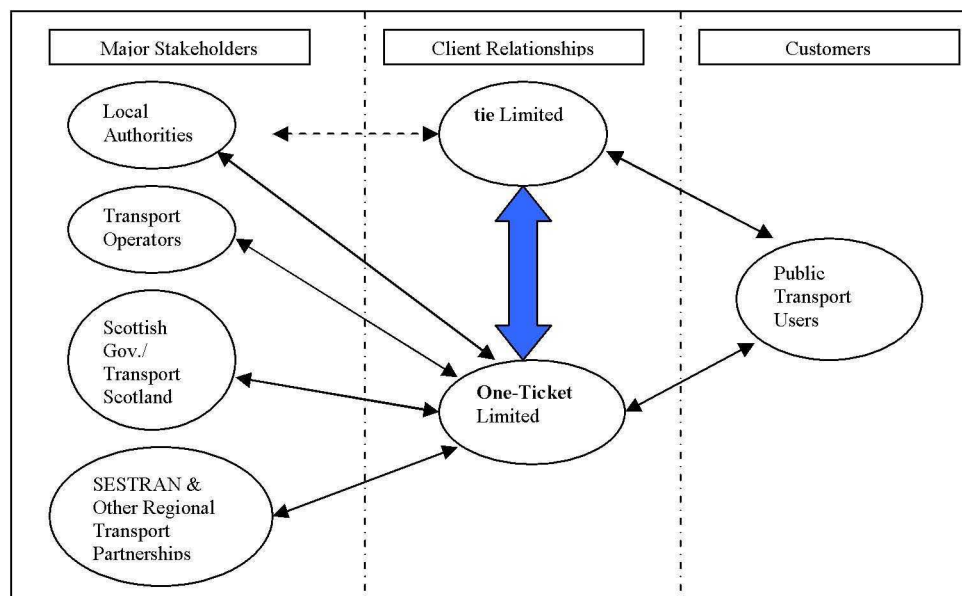 Major Stakeholders
Client Relationships
Customers
Local
Authorities
Transport
Operators
Scottish
Gov./
Transport
Scotland
SESTRAN &
Other Regional
Transport
Partnerships
tie Limited
One-Ticket
Limited
Public
Transport
Users